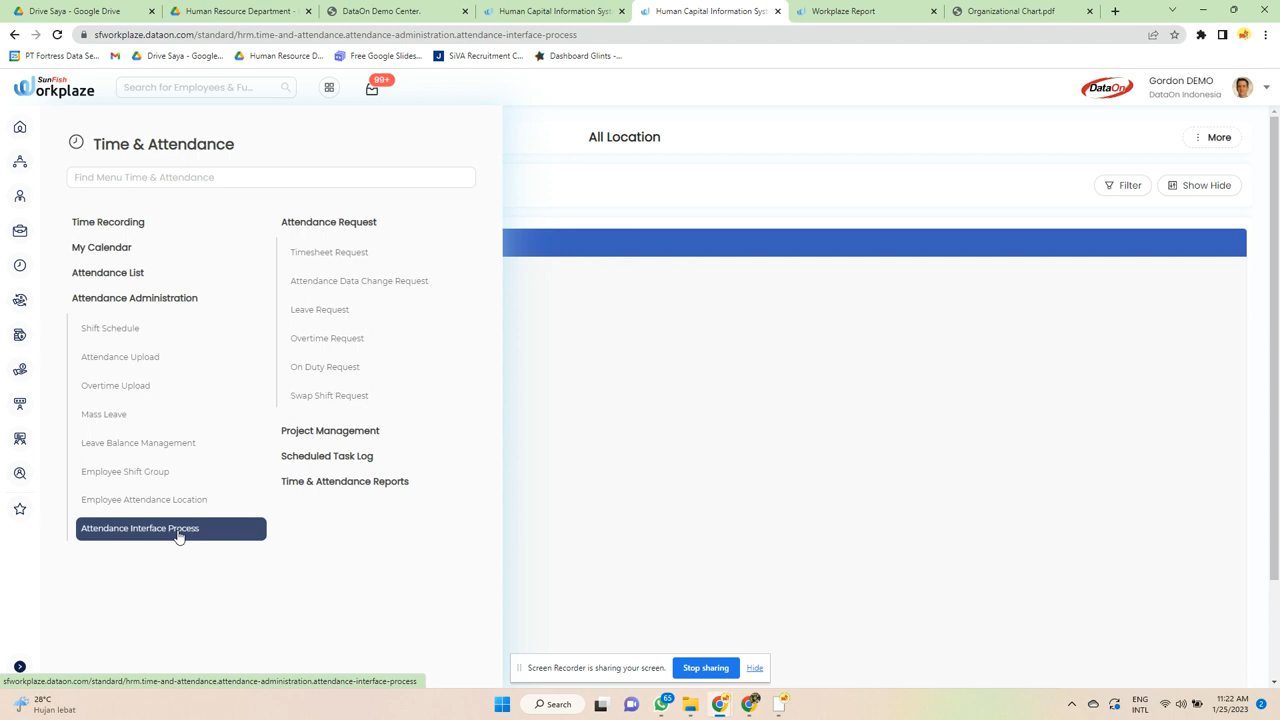 Drive Saya - Google Drive
Human Resource Department -
DataOn Demo Center.
Human Capital Information Syst
Human Capital Information Syst
Workplaze Report
Organizational Chart.pdf
sfworkplaze.dataon.com/standard/hrm.time-and-attendance.attendance-administration.attendance-interface-process
PT Fortress Data Se...
Drive Saya - Google...
Human Resource D...
Free Google Slides...
SiVA Recruitment C...
Dashboard Glints -...
SunFish
orkplaze
Search for Employees & Fu...
99+
DataOn
Gordon DEMO
DataOn Indonesia
Time & Attendance
All Location
More
Find Menu Time & Attendance
Filter
Show Hide
Time Recording
My Calendar
Attendance List
Attendance Administration
Shift Schedule
Attendance Upload
Overtime Upload
Mass Leave
Leave Balance Management
Employee Shift Group
Employee Attendance Location
Attendance Interface Process
Attendance Request
Timesheet Request
Attendance Data Change Request
Leave Request
Overtime Request
On Duty Request
Swap Shift Request
Project Management
Scheduled Task Log
Time & Attendance Reports
Screen Recorder is sharing your screen.
Stop sharing
Hide
sfworkplaze.dataon.com/standard/hrm.time-and-attendance.attendance-administration.attendance-interface-process
28°C
Hujan lebat
Search
65
ENG
INTL
11:22 AM
1/25/2023
2